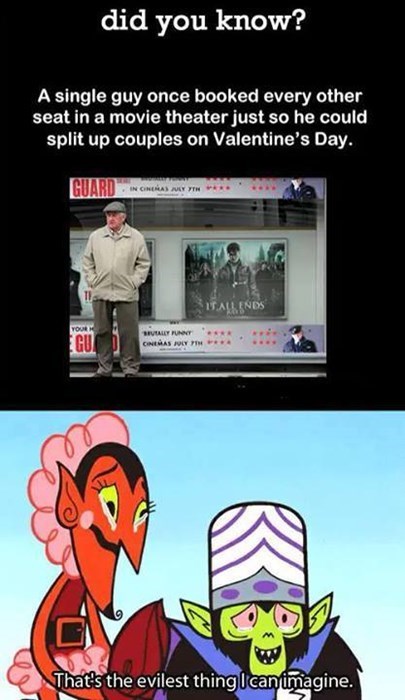 did you know?
A single guy once booked every other
seat in a movie theater just so he could
split up couples on Valentine's Day.
GUARD IN CINEMAS JULY 7TH ★★★★ ★★★★
IT ALL ENDS
YOUR
"BRUTALLY FUNNY" ★★★★ ★★★★
GU D CINEMAS JULY 7TH ★★★★ ★★★★
That's the evilest thing I can imagine.